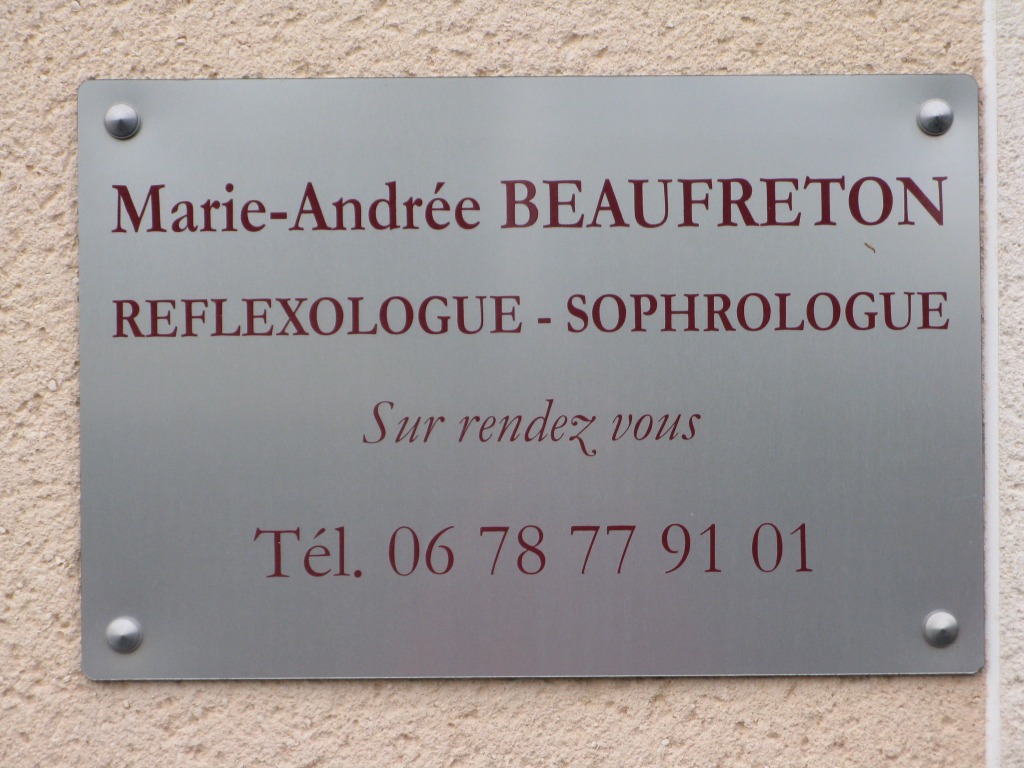 Marie-Andrée BEAUFRETON
REFLEXOLOGUE - SOPHROLOGUE
Sur rendez vous
Tél. 06 78 77 91 01